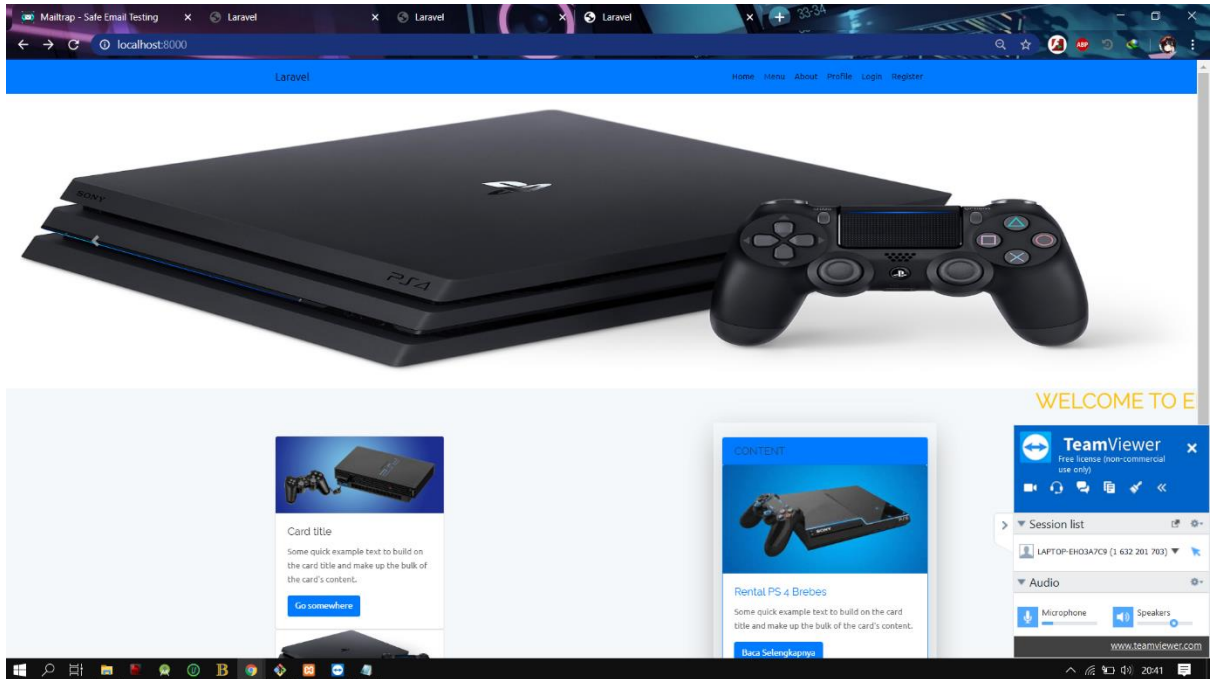 Mailtrap - Safe Email Testing
Laravel
Laravel
Laravel
33:34
localhost:8000
ABP
Laravel
Home Menu About Profile Login Register
SONY
PS4
WELCOME TO E
CONTENT
SONY
Card title
Some quick example text to build on
the card title and make up the bulk of
the card's content.
Go somewhere
Rental PS 4 Brebes
Some quick example text to build on the card
title and make up the bulk of the card's content.
Baca Selengkapnya
TeamViewer
Free license (non-commercial
use only)
Session list
LAPTOP-EHO3A7C9 (1 632 201 703)
Audio
Microphone
Speakers
www.teamviewer.com
20:41